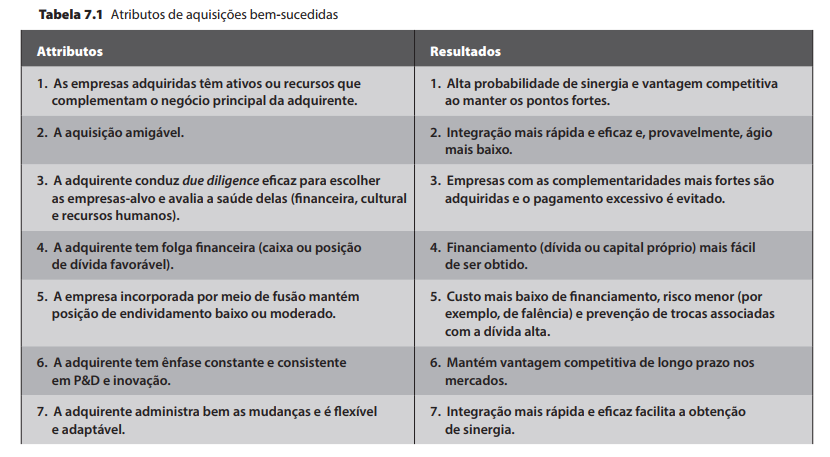 Tabela 7.1 Atributos de aquisições bem-sucedidas
Attributos
Resultados
1. As empresas adquiridas têm ativos ou recursos que
complementam o negócio principal da adquirente.
1. Alta probabilidade de sinergia e vantagem competitiva
ao manter os pontos fortes.
2. A aquisição amigável.
2. Integração mais rápida e eficaz e, provavelmente, ágio
mais baixo.
3. A adquirente conduz due diligence eficaz para escolher
as empresas-alvo e avalia a saúde delas (financeira, cultural
e recursos humanos).
3. Empresas com as complementaridades mais fortes são
adquiridas e o pagamento excessivo é evitado.
4. A adquirente tem folga financeira (caixa ou posição
de dívida favorável).
4. Financiamento (dívida ou capital próprio) mais fácil
de ser obtido.
5. A empresa incorporada por meio de fusão mantém
posição de endividamento baixo ou moderado.
5. Custo mais baixo de financiamento, risco menor (por
exemplo, de falência) e prevenção de trocas associadas
com a dívida alta.
6. A adquirente tem ênfase constante e consistente
em P&D e inovação.
6. Mantém vantagem competitiva de longo prazo nos
mercados.
7. A adquirente administra bem as mudanças e é flexível
e adaptável.
7. Integração mais rápida e eficaz facilita a obtenção
de sinergia.